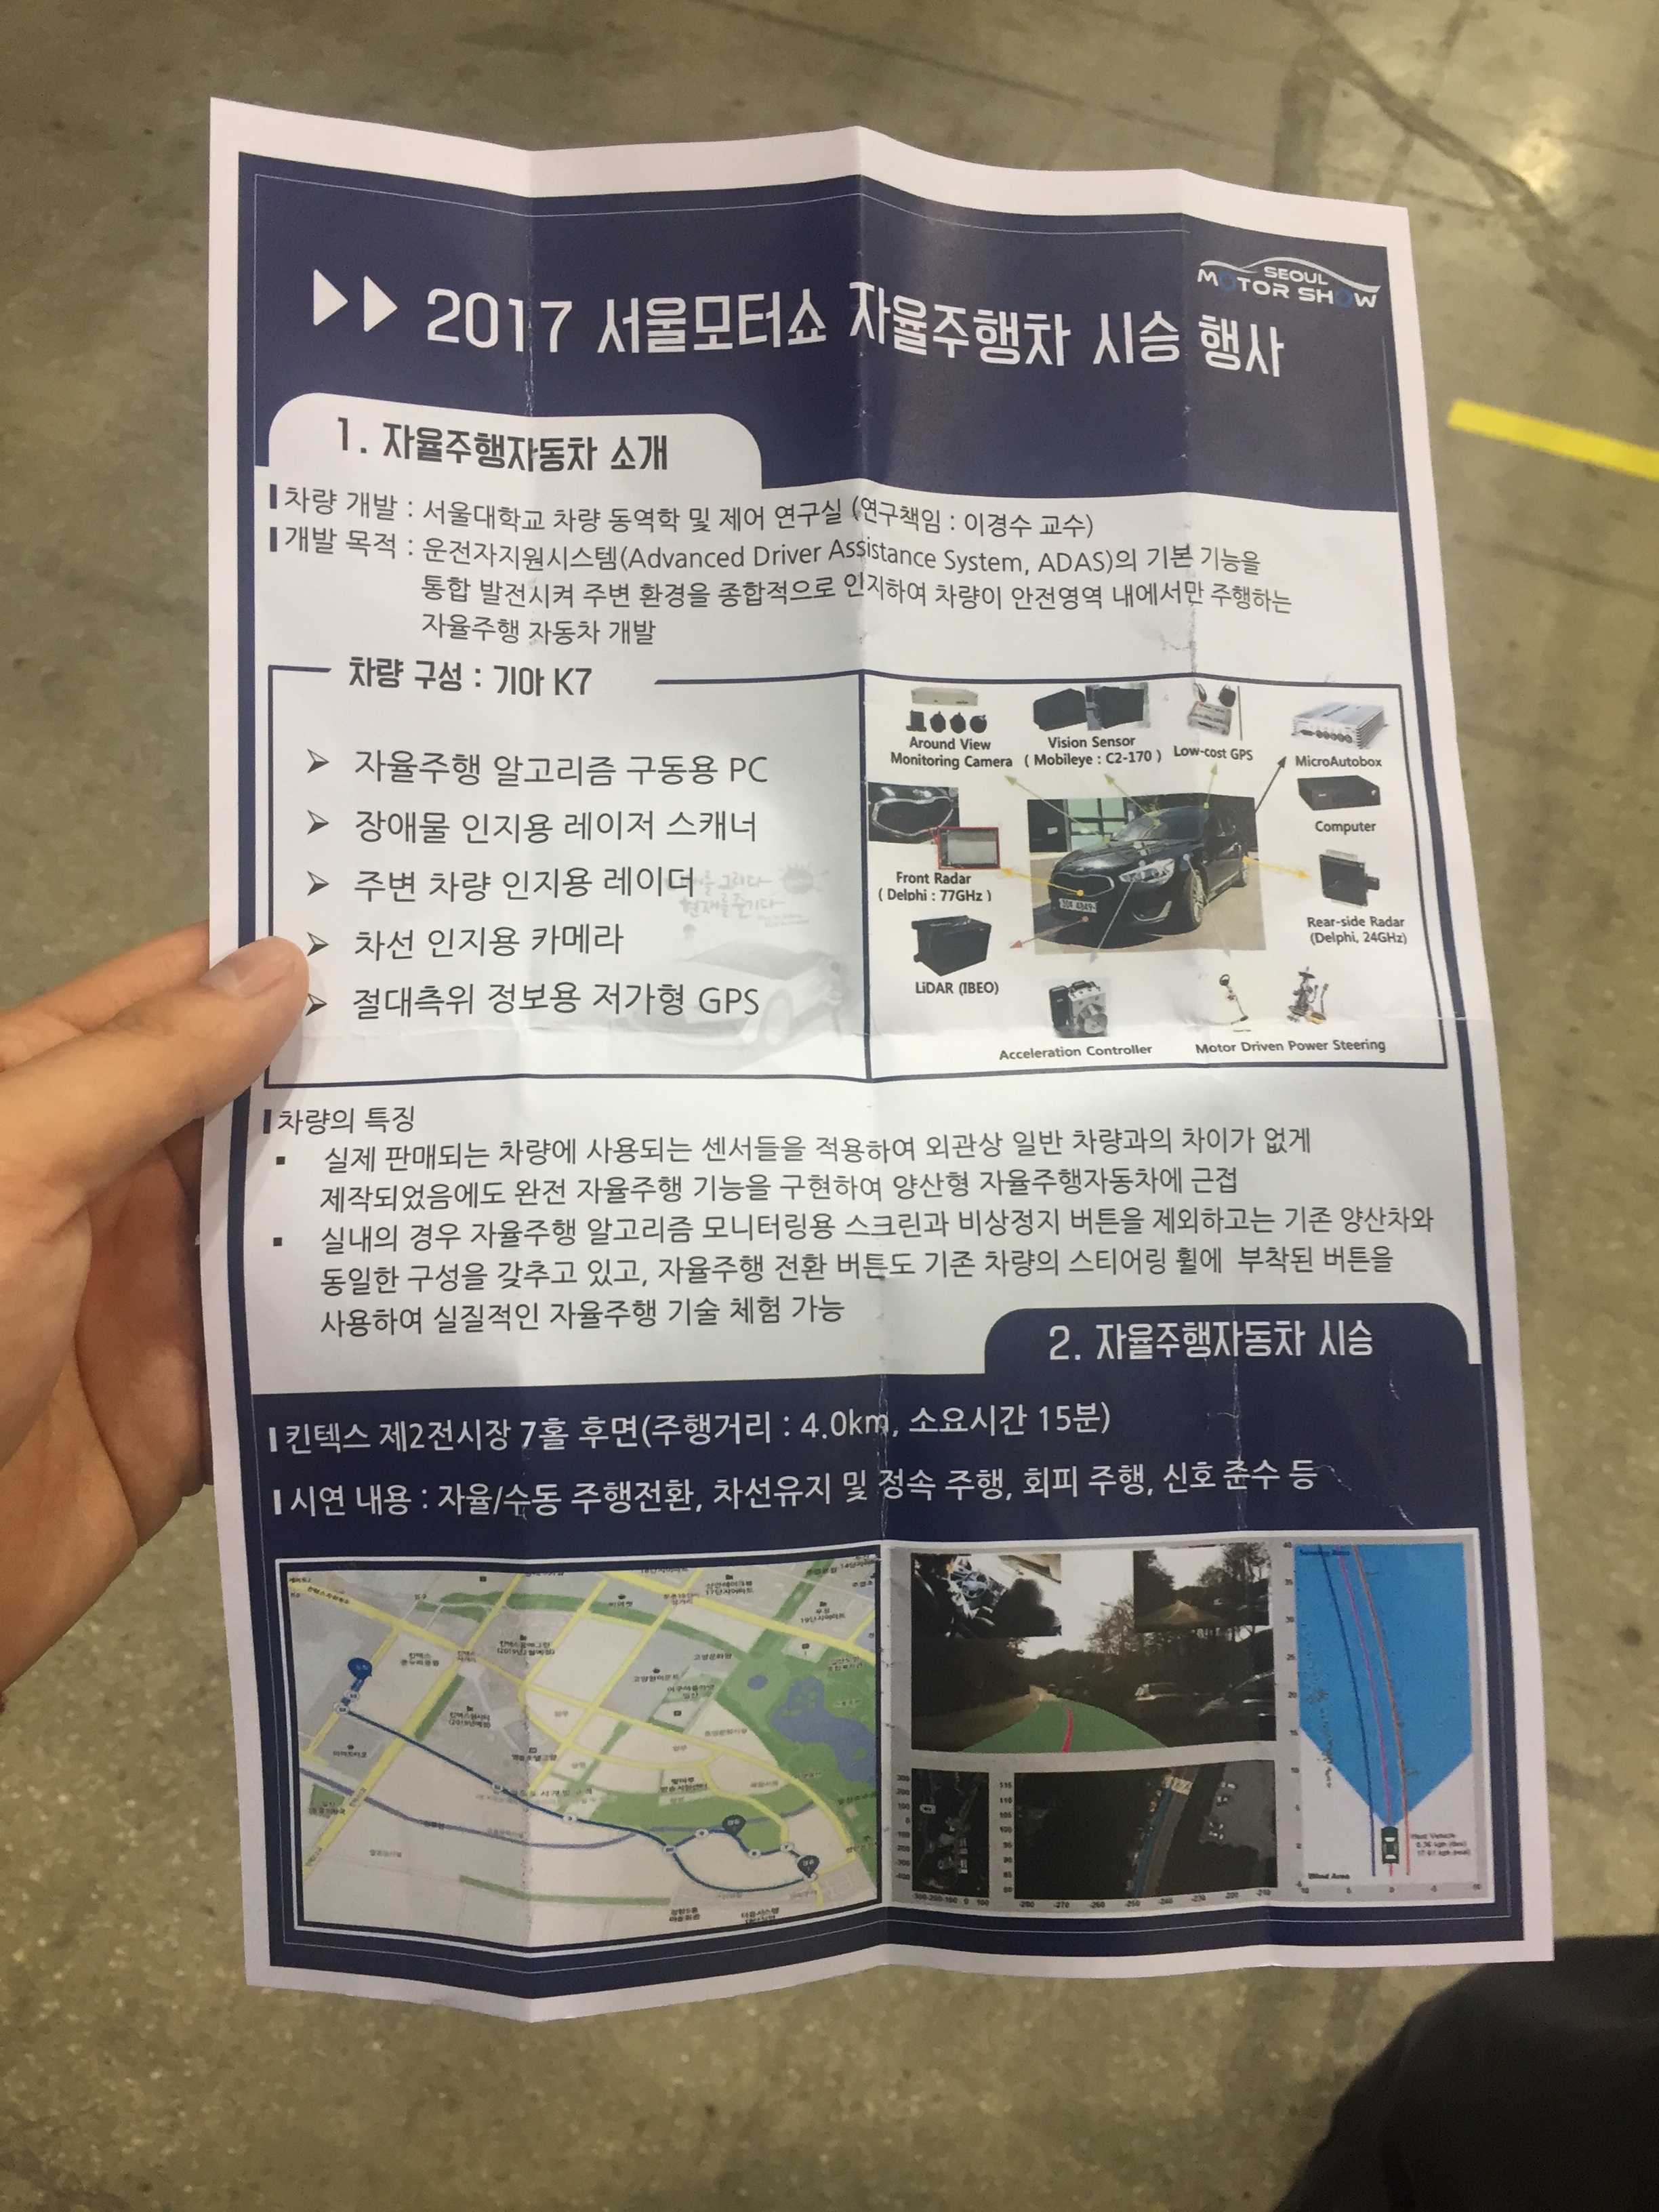 SEOUL
MOTOR SHOW
2017 서울모터쇼 자율주행차 시승 행사
1. 자율주행자동차 소개
차량 개발 : 서울대학교 차량 동역학 및 제어 연구실 (연구책임 : 이경수 교수)
개발 목적 : 운전자지원시스템(Advanced Driver Assistance System, ADAS)의 기본 기능을
통합 발전시켜 주변 환경을 종합적으로 인지하여 차량이 안전영역 내에서만 주행하는
자율주행 자동차 개발
차량 구성 : 기아 K7
➢ 자율주행 알고리즘 구동용 PC
➢ 장애물 인지용 레이저 스캐너
➢ 주변 차량 인지용 레이더
➢ 차선 인지용 카메라
➢ 절대측위 정보용 저가형 GPS
미래를 그리다
현재를 즐기다
Around View
Monitoring Camera
Vision Sensor
( Mobileye : C2-170 )
Low-cost GPS
MicroAutobox
Computer
Front Radar
( Delphi : 77GHz )
Rear-side Radar
(Delphi, 24GHz)
LiDAR (IBEO)
Acceleration Controller
Motor Driven Power Steering
차량의 특징
▪ 실제 판매되는 차량에 사용되는 센서들을 적용하여 외관상 일반 차량과의 차이가 없게
제작되었음에도 완전 자율주행 기능을 구현하여 양산형 자율주행자동차에 근접
▪ 실내의 경우 자율주행 알고리즘 모니터링용 스크린과 비상정지 버튼을 제외하고는 기존 양산차와
동일한 구성을 갖추고 있고, 자율주행 전환 버튼도 기존 차량의 스티어링 휠에 부착된 버튼을
사용하여 실질적인 자율주행 기술 체험 가능
2. 자율주행자동차 시승
킨텍스 제2전시장 7홀 후면(주행거리 : 4.0km, 소요시간 15분)
시연 내용 : 자율/수동 주행전환, 차선유지 및 정속 주행, 회피 주행, 신호 준수 등
Host Vehicle
Blind Area